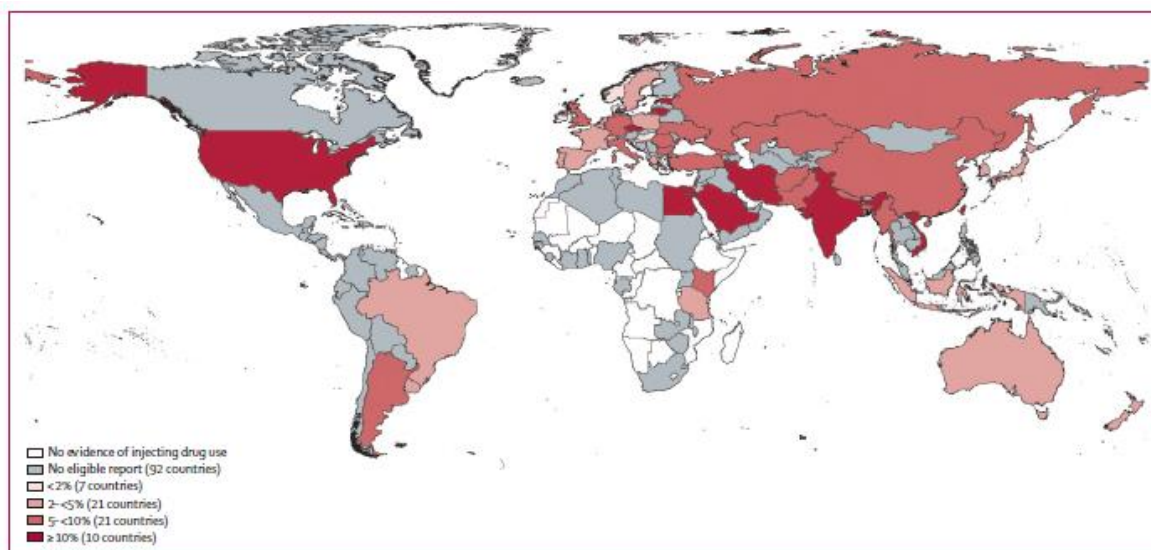 No evidence of injecting drug use
No eligible report (92 countries)
<2% (7 countries)
2–<5% (21 countries)
5–<10% (21 countries)
≥10% (10 countries)